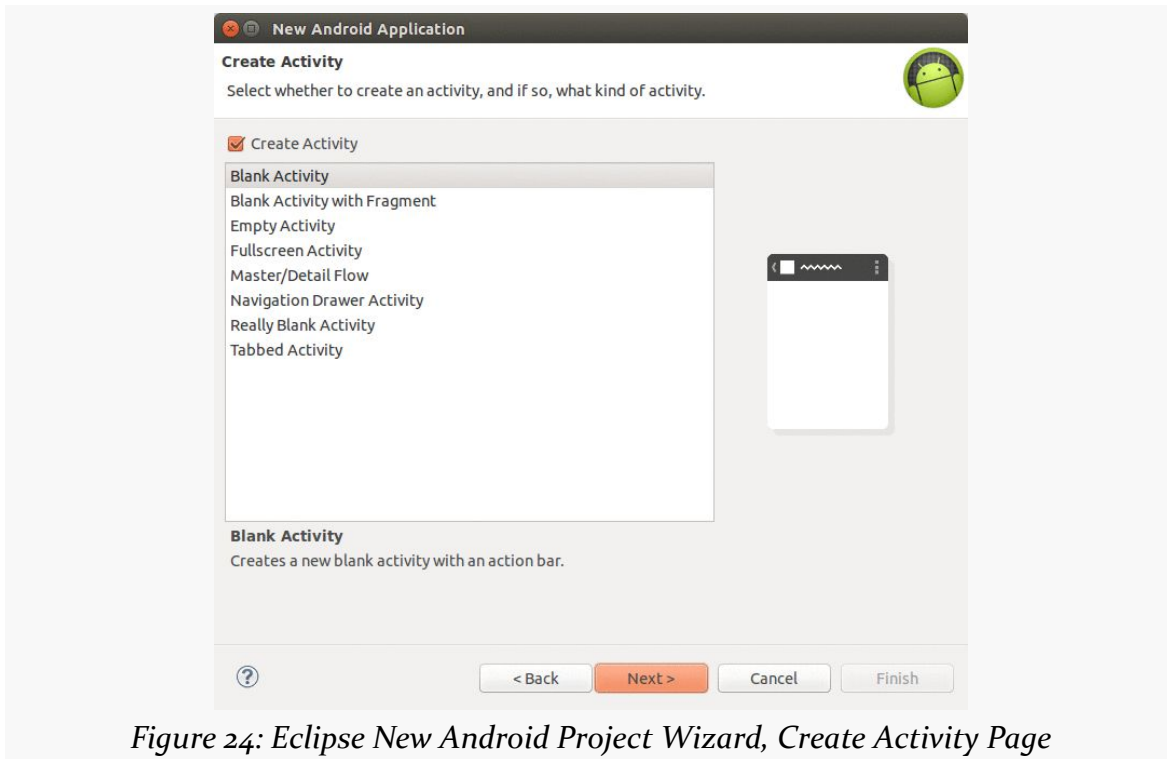 New Android Application
Create Activity
Select whether to create an activity, and if so, what kind of activity.
Create Activity
Blank Activity
Blank Activity with Fragment
Empty Activity
Fullscreen Activity
Master/Detail Flow
Navigation Drawer Activity
Really Blank Activity
Tabbed Activity
Blank Activity
Creates a new blank activity with an action bar.
?
< Back
Next >
Cancel
Finish
Figure 24: Eclipse New Android Project Wizard, Create Activity Page